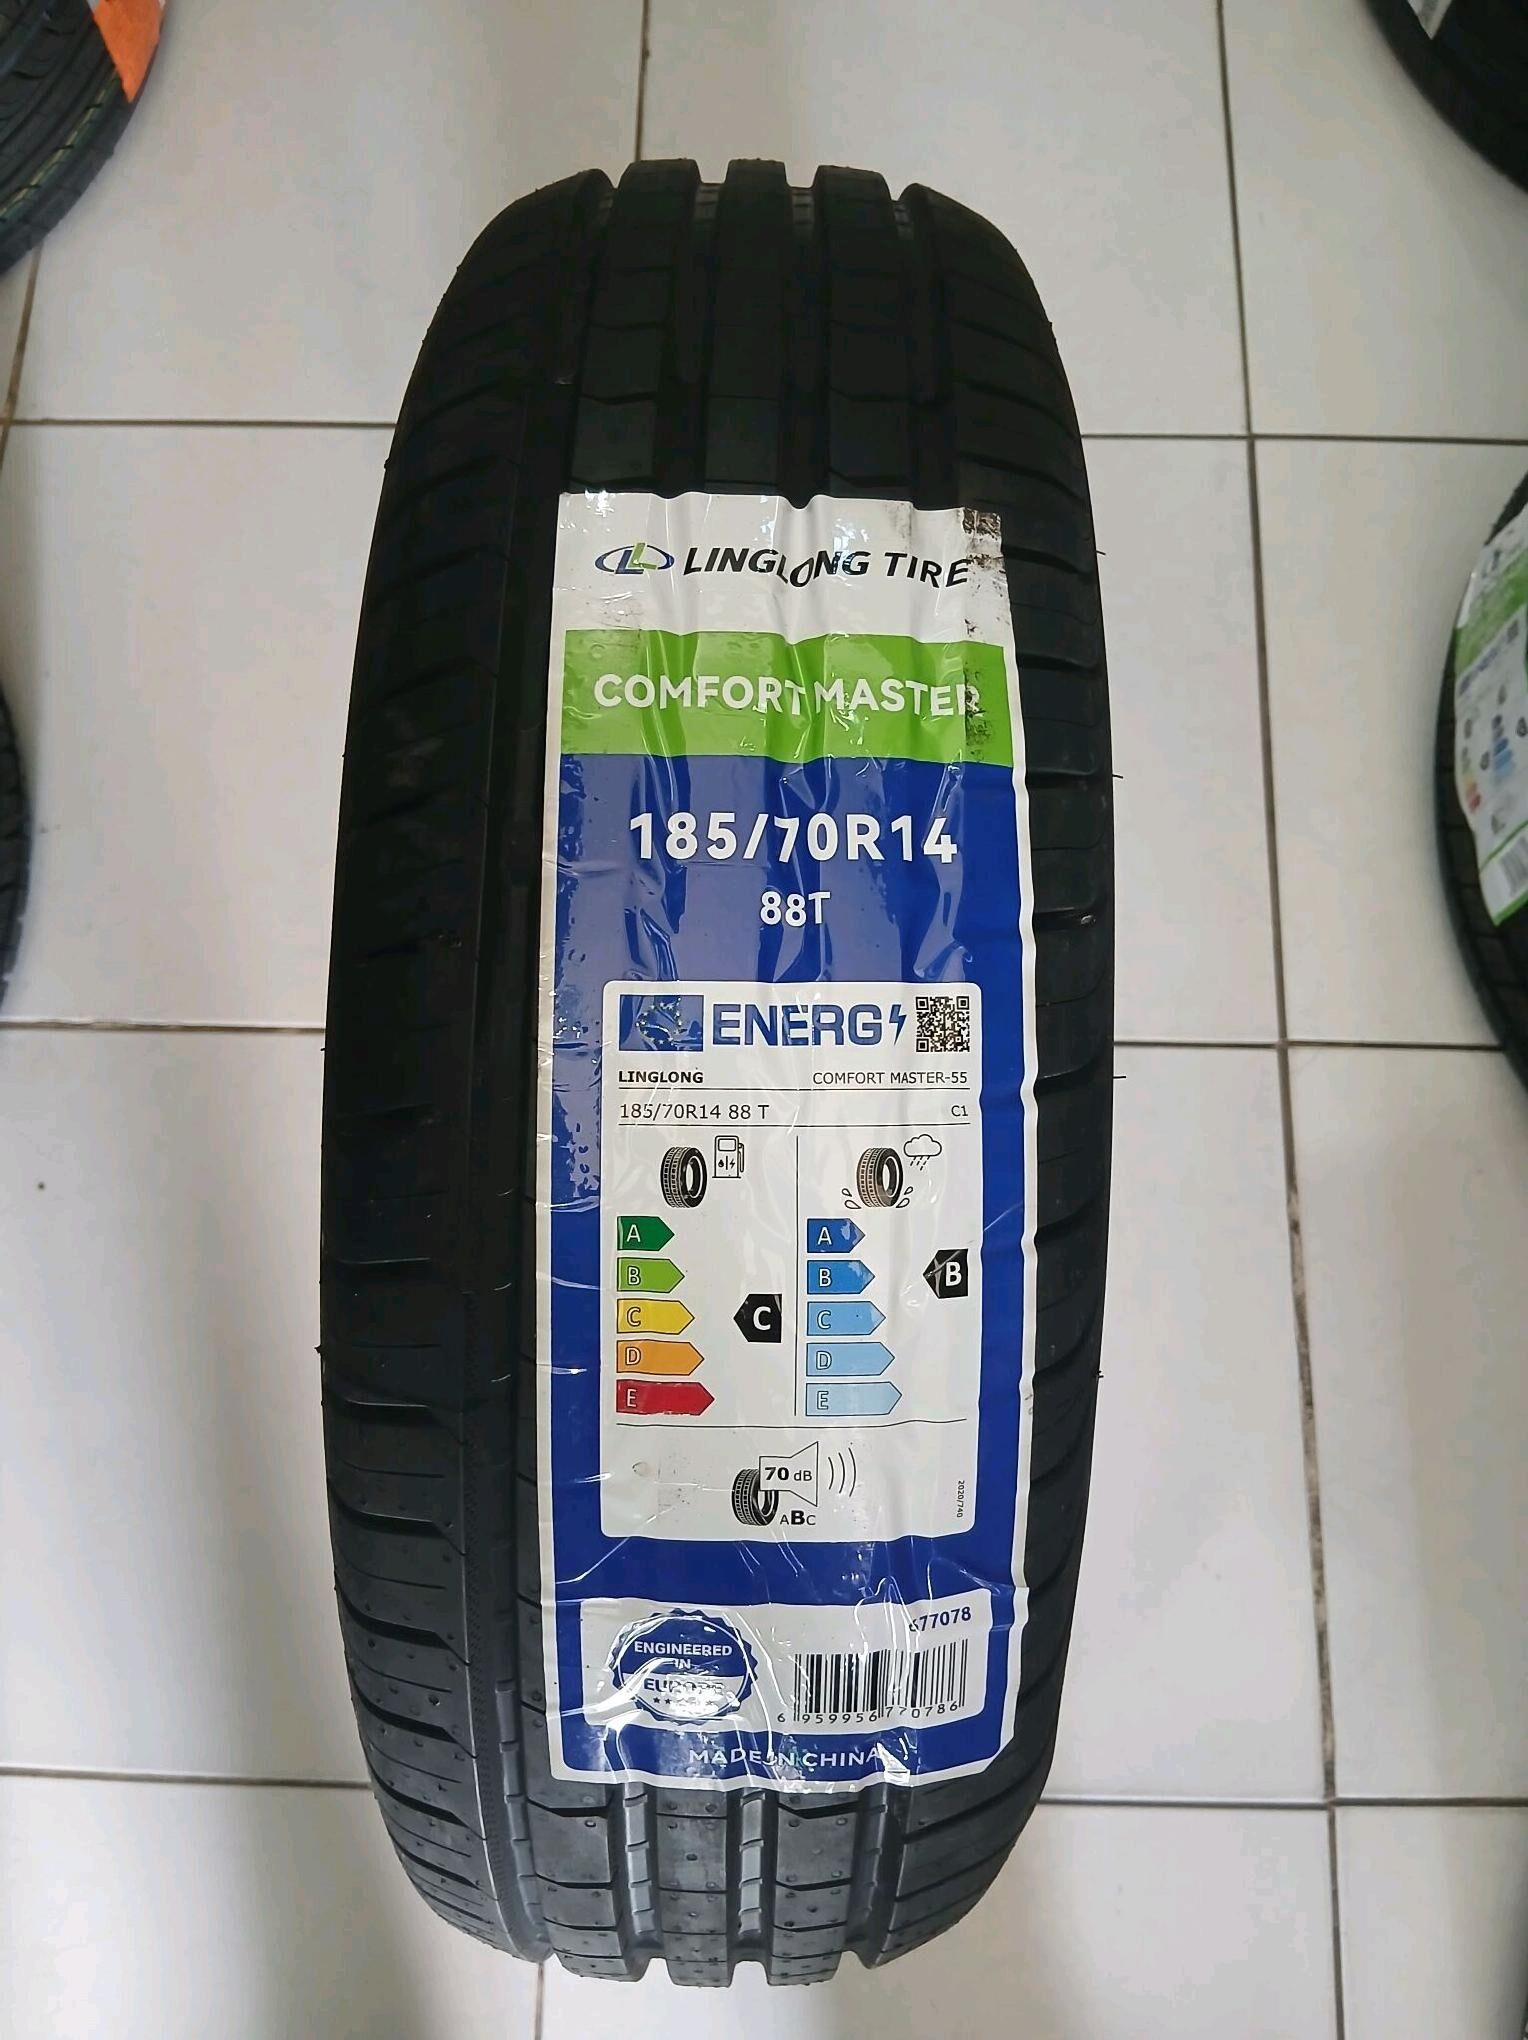 LINGLONG TIRE
COMFORT MASTER
185/70R14
88T
ENERG
LINGLONG COMFORT MASTER-55
185/70R14 88 T C1
A A
B B B
C C C
D D
E E
70 dB
ABC
2020/740
677078
ENGINEERED
IN
EUROPE
6 959956 770786
MADE IN CHINA